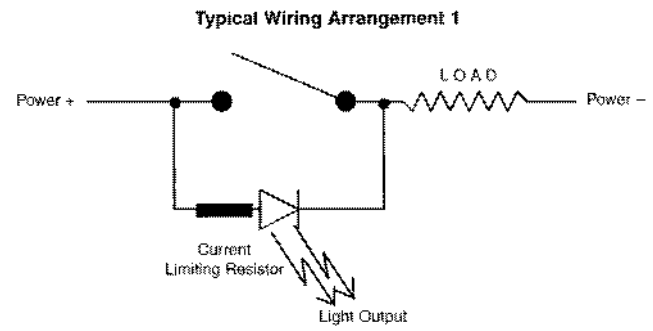 Typical Wiring Arrangement 1
LOAD
Power +
Power –
Current
Limiting Resistor
Light Output